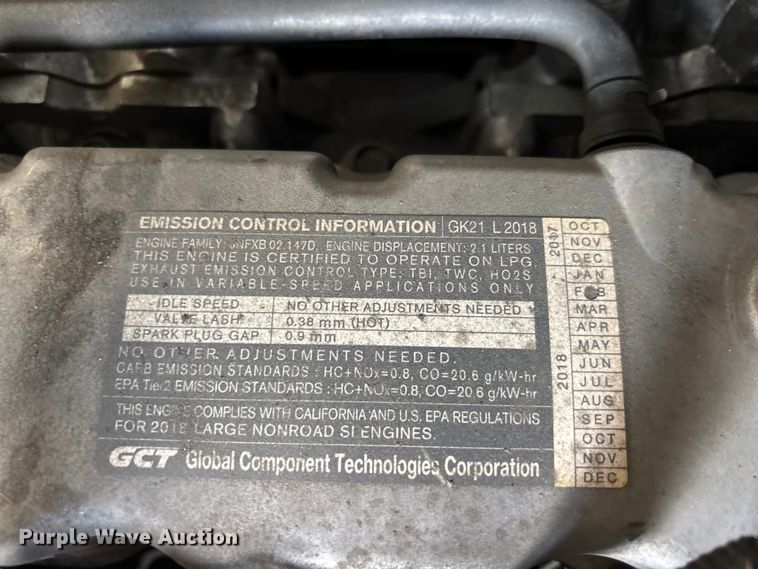 EMISSION CONTROL INFORMATION GK21 L 2018
ENGINE FAMILY: JNFXB 02.147D, ENGINE DISPLACEMENT: 2.1 LITERS
THIS ENGINE IS CERTIFIED TO OPERATE ON LPG.
EXHAUST EMISSION CONTROL TYPE: TBI, TWC, HO2S
USE IN VARIABLE-SPEED APPLICATIONS ONLY
IDLE SPEED NO OTHER ADJUSTMENTS NEEDED
VALVE LASH 0.38 mm (HOT)
SPARK PLUG GAP 0.9 mm
NO OTHER ADJUSTMENTS NEEDED.
CARB EMISSION STANDARDS : HC+NOx=0.8, CO=20.6 g/kW-hr
EPA Tier2 EMISSION STANDARDS : HC+NOx=0.8, CO=20.6 g/kW-hr
THIS ENGINE COMPLIES WITH CALIFORNIA AND U.S. EPA REGULATIONS
FOR 2018 LARGE NONROAD SI ENGINES.
GCT Global Component Technologies Corporation
2017
OCT
NOV
DEC
2018
JAN
FEB
MAR
APR
MAY
JUN
JUL
AUG
SEP
OCT
NOV
DEC
Purple Wave Auction